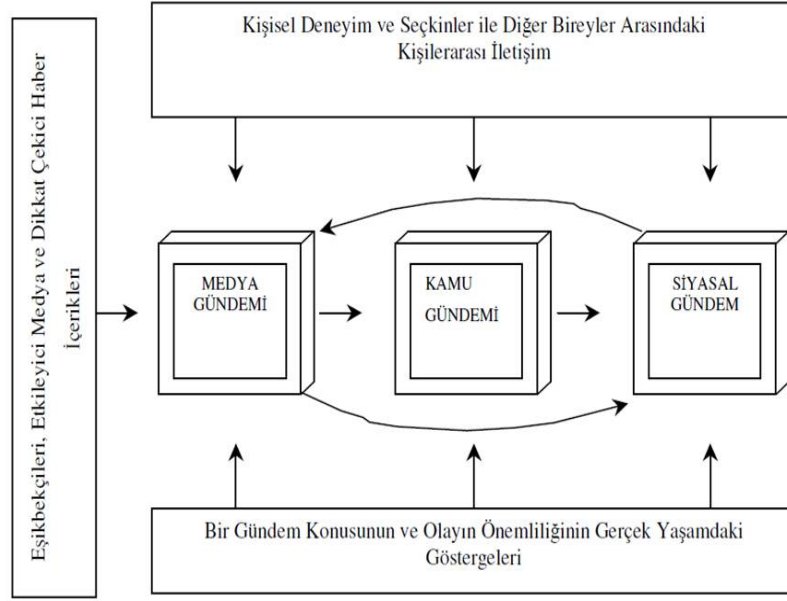 Kişisel Deneyim ve Seçkinler ile Diğer Bireyler Arasındaki
Kişilerarası İletişim
Eşikbekçileri, Etkileyici Medya ve Dikkat Çekici Haber
İçerikleri
MEDYA
GÜNDEMİ
KAMU
GÜNDEMİ
SİYASAL
GÜNDEM
Bir Gündem Konusunun ve Olayın Önemliliğinin Gerçek Yaşamdaki
Göstergeleri